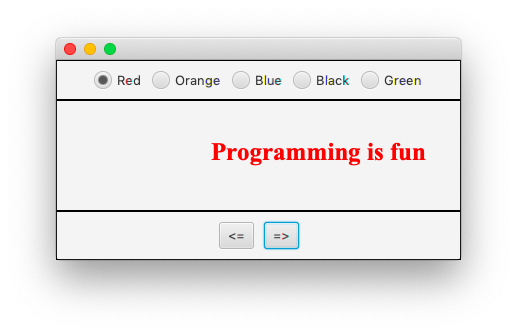 Red Orange Blue Black Green
Programming is fun
<= =>